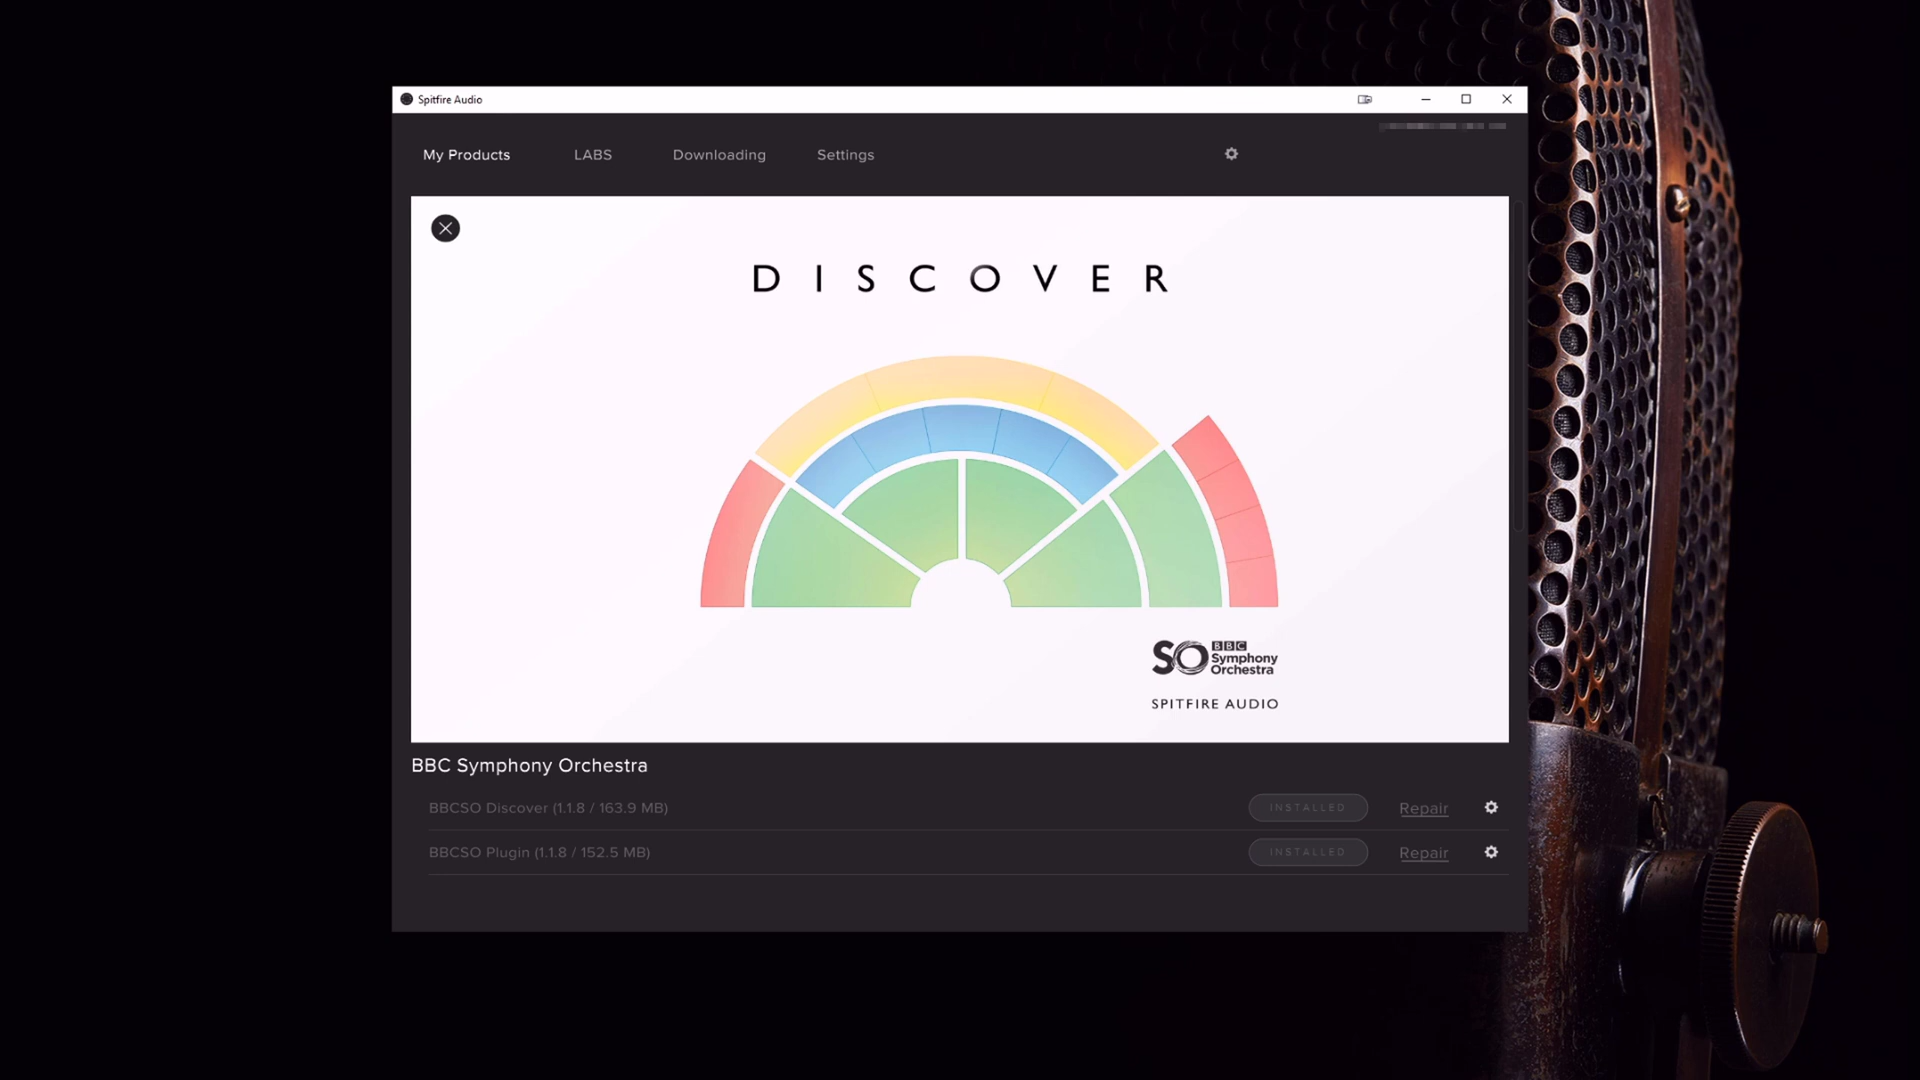 Spitfire Audio
My Products LABS Downloading Settings
DISCOVER
SO BBC
Symphony
Orchestra
SPITFIRE AUDIO
BBC Symphony Orchestra
BBCSO Discover (1.1.8 / 163.9 MB) INSTALLED Repair
BBCSO Plugin (1.1.8 / 152.5 MB) INSTALLED Repair